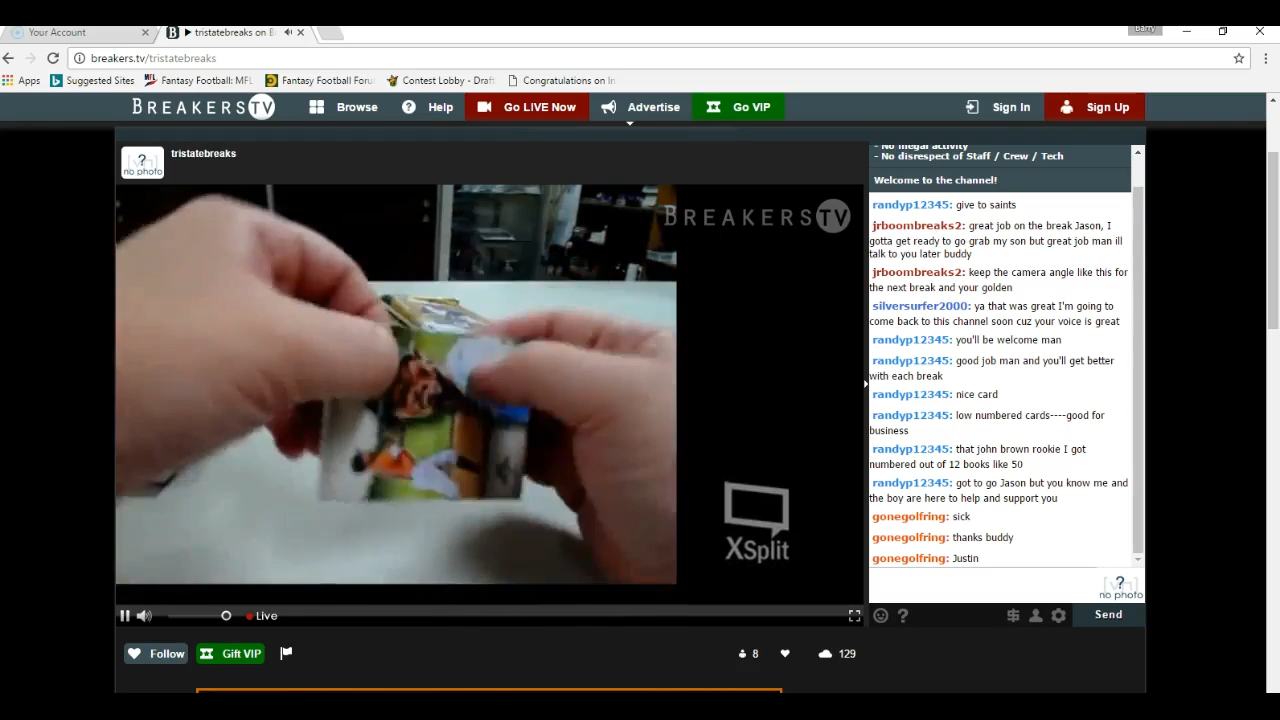 Your Account
tristatebreaks on B
Barry
breakers.tv/tristatebreaks
Apps
Suggested Sites
Fantasy Football: MFL
Fantasy Football Foru
Contest Lobby - Draft
Congratulations on In
BREAKERSTV
Browse
Help
Go LIVE Now
Advertise
Go VIP
Sign In
Sign Up
? no photo
tristatebreaks
BREAKERSTV
XSplit
- No illegal activity
- No disrespect of Staff / Crew / Tech
Welcome to the channel!
randyp12345: give to saints
jrboombreaks2: great job on the break Jason, I
gotta get ready to go grab my son but great job man ill
talk to you later buddy
jrboombreaks2: keep the camera angle like this for
the next break and your golden
silversurfer2000: ya that was great I'm going to
come back to this channel soon cuz your voice is great
randyp12345: you'll be welcome man
randyp12345: good job man and you'll get better
with each break
randyp12345: nice card
randyp12345: low numbered cards----good for
business
randyp12345: that john brown rookie I got
numbered out of 12 books like 50
randyp12345: got to go Jason but you know me and
the boy are here to help and support you
gonegolfring: sick
gonegolfring: thanks buddy
gonegolfring: Justin
? no photo
Send
Live
Follow
Gift VIP
8
129